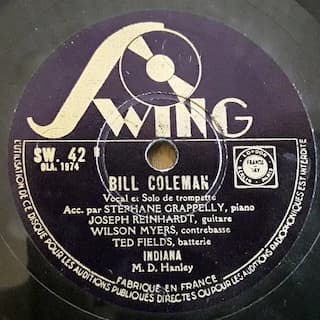 SWING
SW. 42
OLA. 1974
BILL COLEMAN
Vocal et Solo de trompette
Acc. par STEPHANE GRAPPELLY, piano
JOSEPH REINHARDT, guitare
WILSON MYERS, contrebasse
TED FIELDS, batterie
INDIANA
M. D. Hanley
FABRIQUÉ EN FRANCE
L'UTILISATION DE CE DISQUE POUR LES AUDITIONS PUBLIQUES DIRECTES OU POUR LES AUDITIONS RADIOPHONIQUES EST INTERDITE
FRANCE